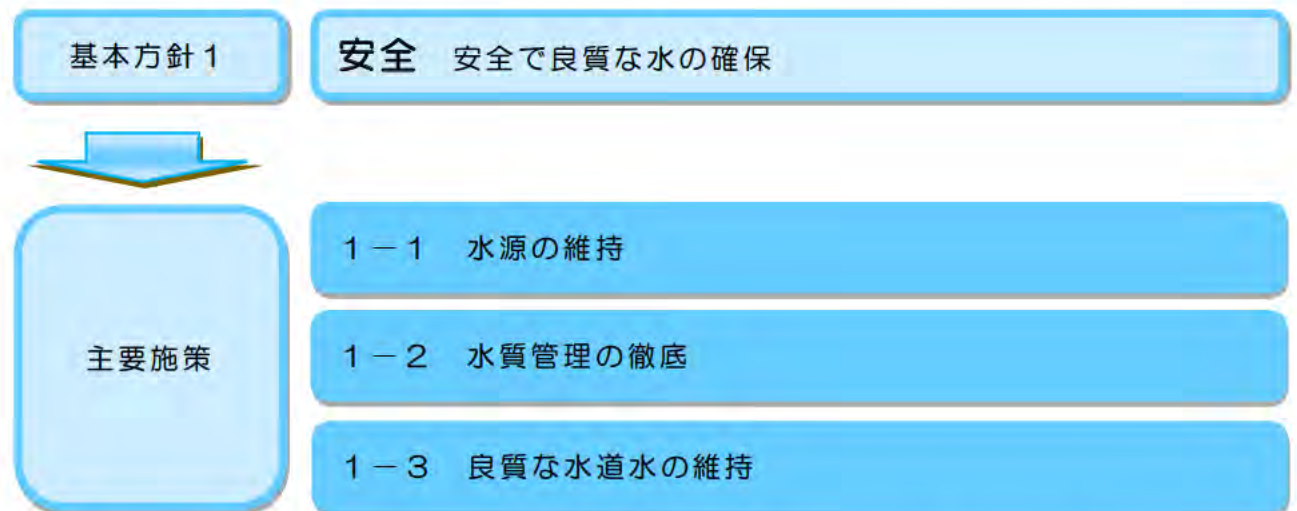 基本方針1
安全 安全で良質な水の確保
主要施策
1－1 水源の維持
1－2 水質管理の徹底
1－3 良質な水道水の維持